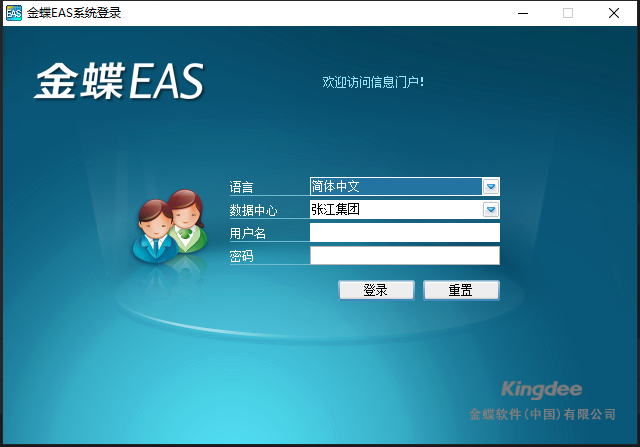 EAS 金蝶EAS系统登录
金蝶EAS
欢迎访问信息门户!
语言 简体中文
数据中心 张江集团
用户名
密码
登录 重置
Kingdee
金蝶软件(中国)有限公司